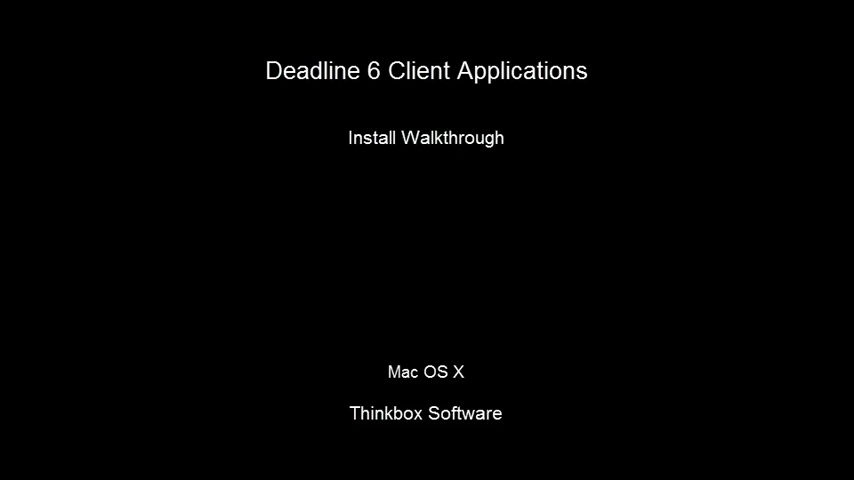 Deadline 6 Client Applications
Install Walkthrough
Mac OS X
Thinkbox Software